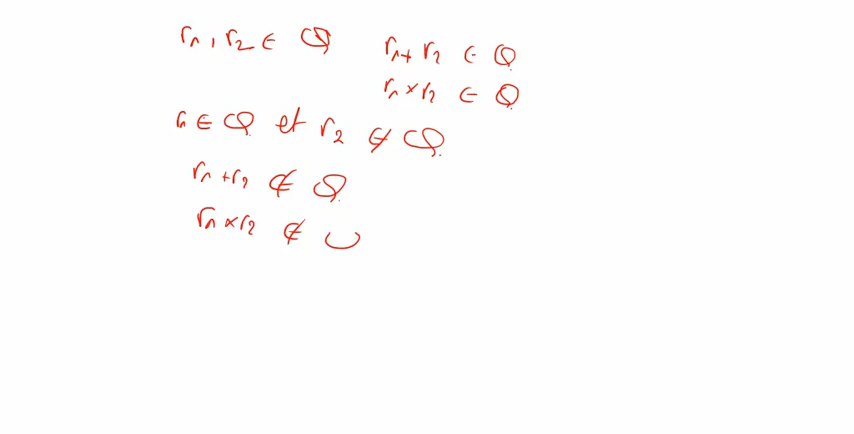 r₁, r₂ ∈ Q
r₁ + r₂ ∈ Q
r₁ × r₂ ∈ Q
r₁ ∈ Q et r₂ ∉ Q
r₁ + r₂ ∉ Q
r₁ × r₂ ∉